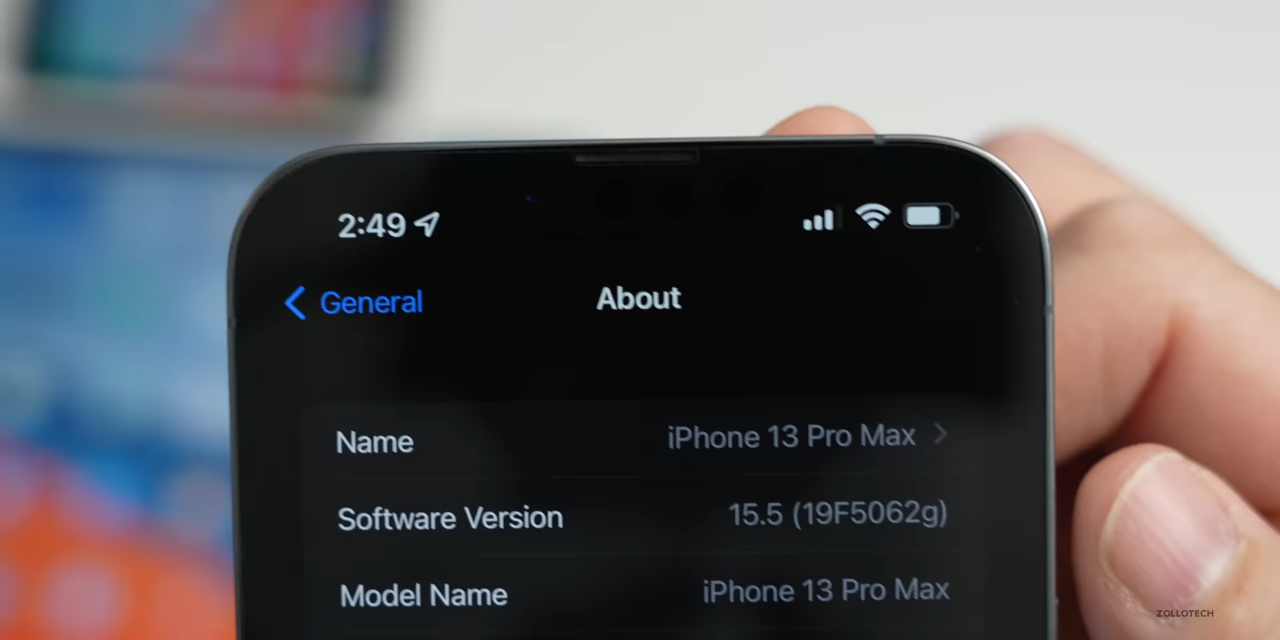 2:49
General
About
Name iPhone 13 Pro Max
Software Version 15.5 (19F5062g)
Model Name iPhone 13 Pro Max
ZOLLOTECH